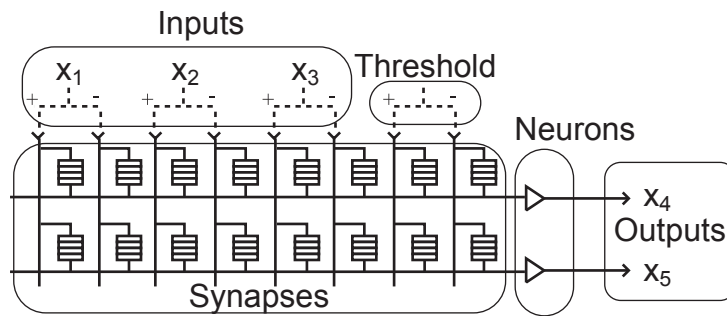 Inputs
x1 x2 x3 Threshold
+ - + - + - + -
Neurons
x4
Outputs
x5
Synapses